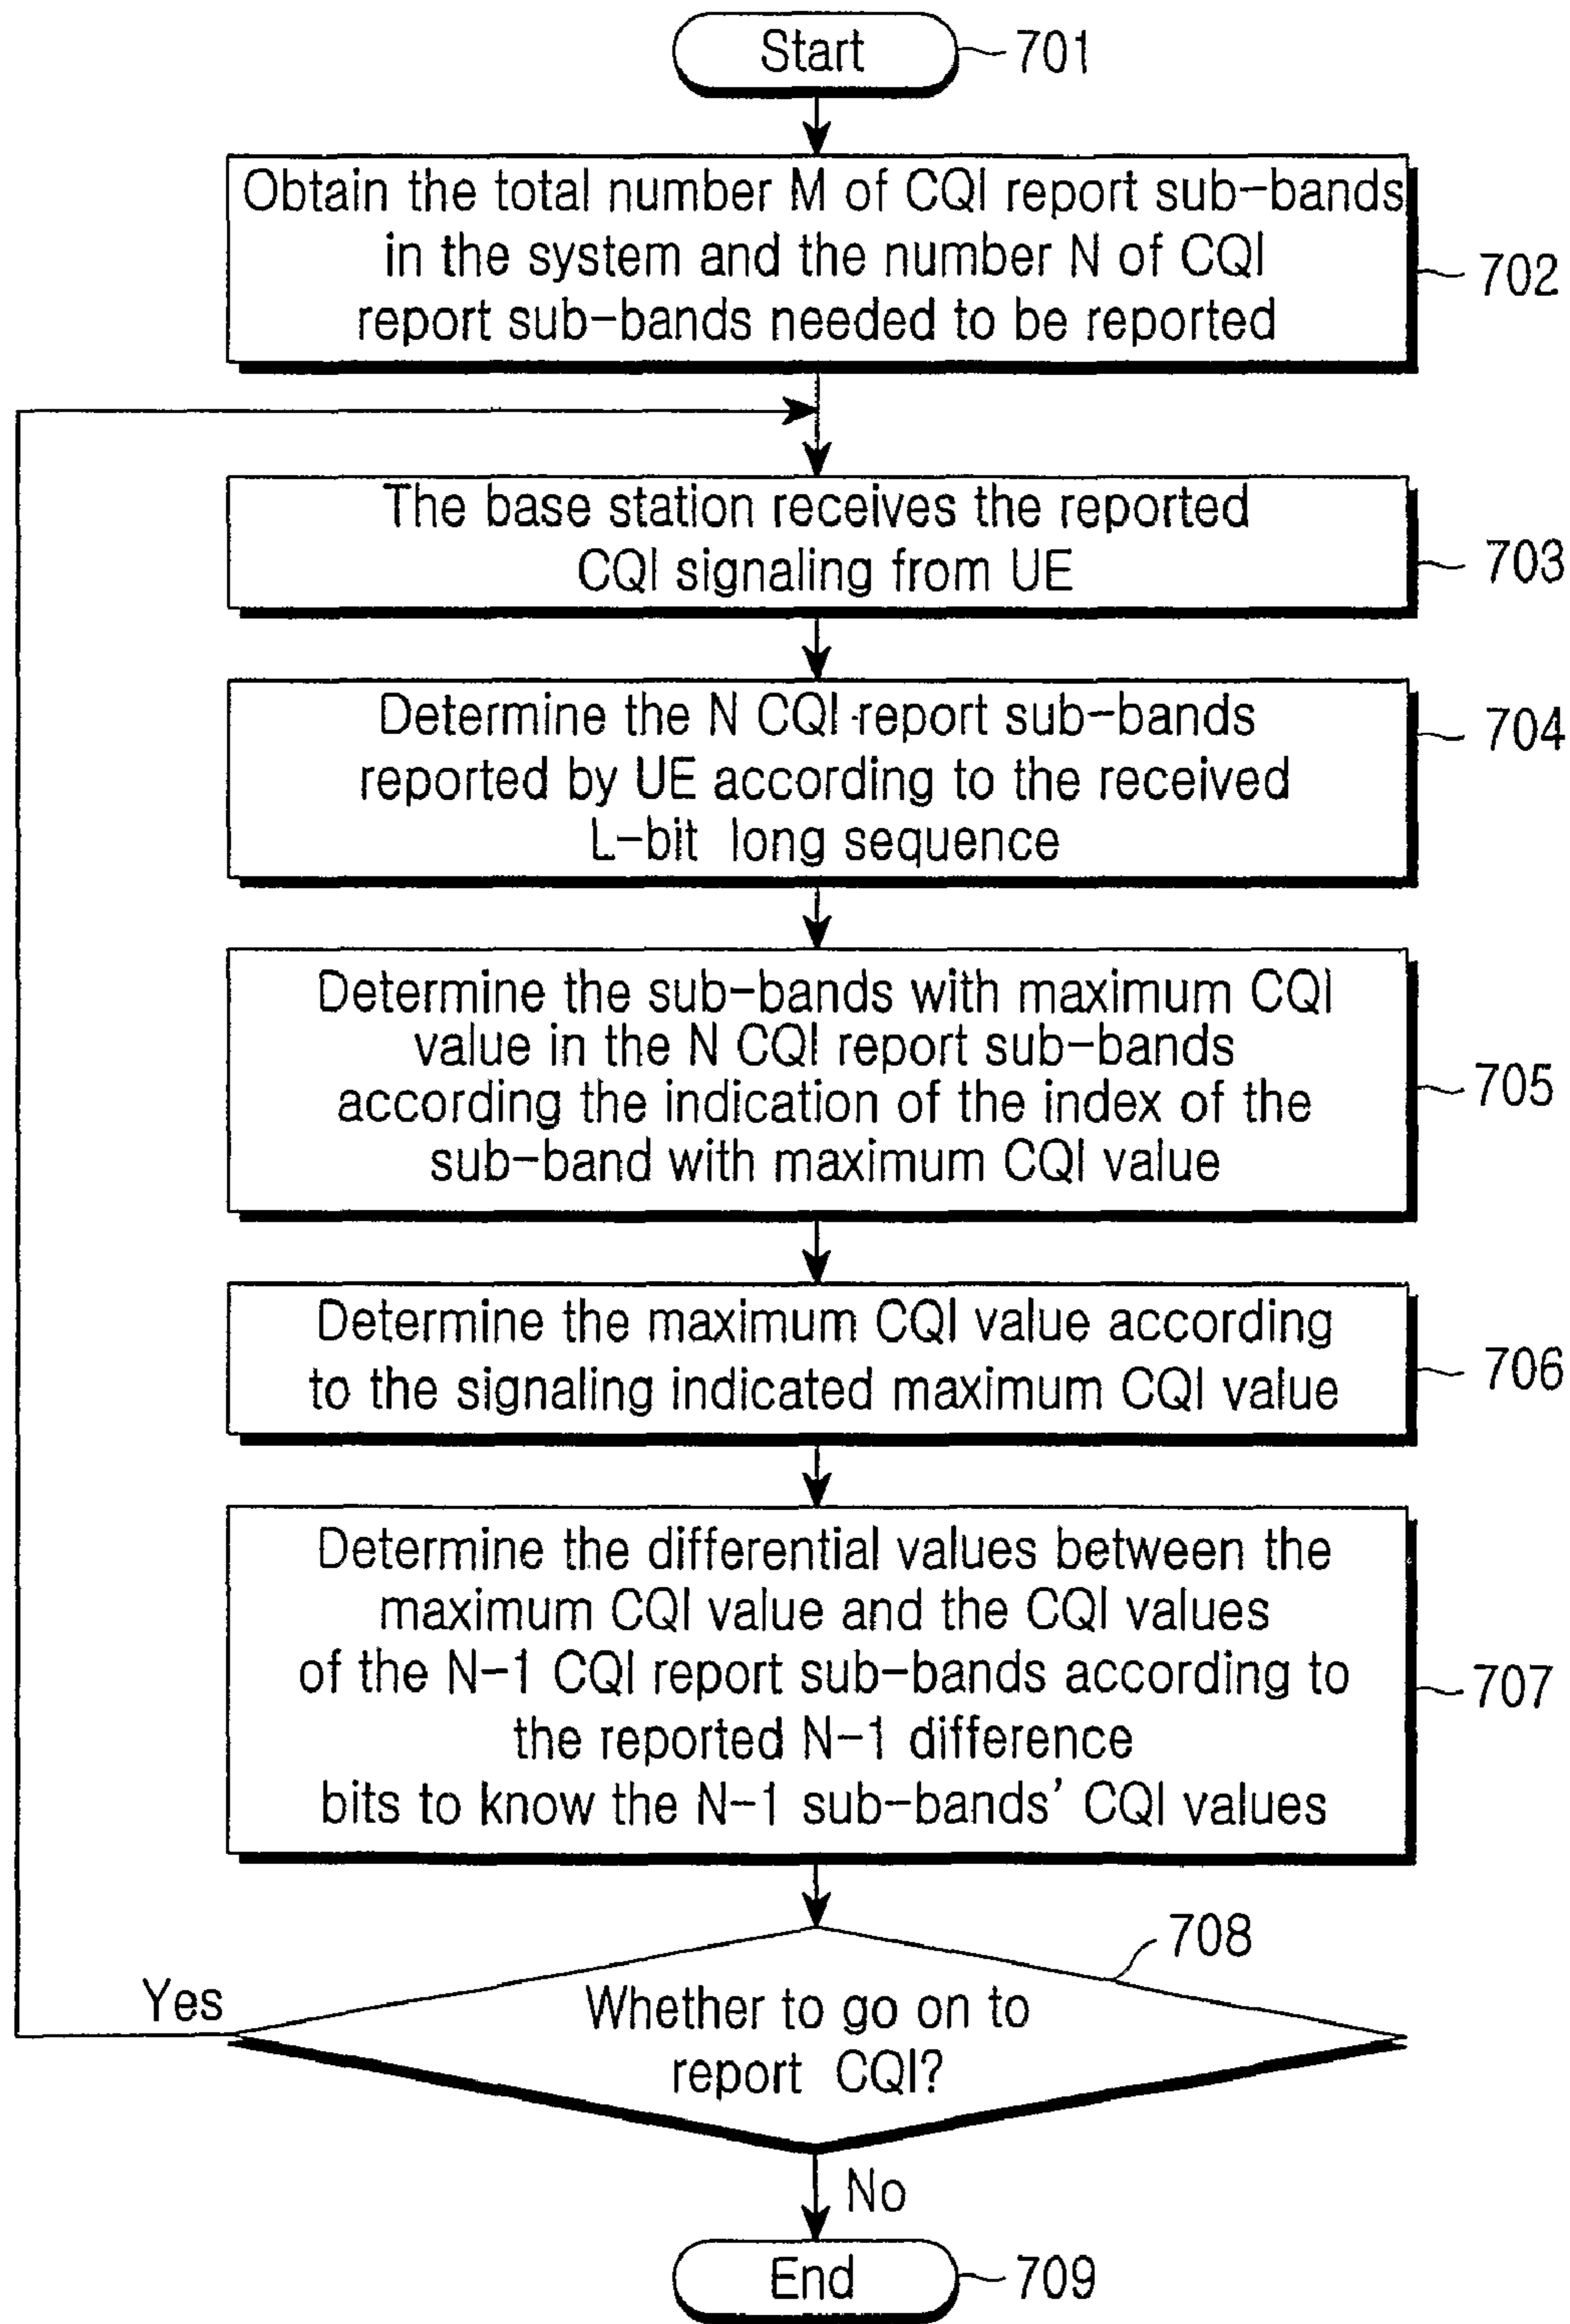 Start
701
Obtain the total number M of CQI report sub-bands
in the system and the number N of CQI
report sub-bands needed to be reported
702
The base station receives the reported
CQI signaling from UE
703
Determine the N CQI report sub-bands
reported by UE according to the received
L-bit long sequence
704
Determine the sub-bands with maximum CQI
value in the N CQI report sub-bands
according the indication of the index of the
sub-band with maximum CQI value
705
Determine the maximum CQI value according
to the signaling indicated maximum CQI value
706
Determine the differential values between the
maximum CQI value and the CQI values
of the N-1 CQI report sub-bands according to
the reported N-1 difference
bits to know the N-1 sub-bands' CQI values
707
708
Yes
Whether to go on to
report CQI?
No
End
709